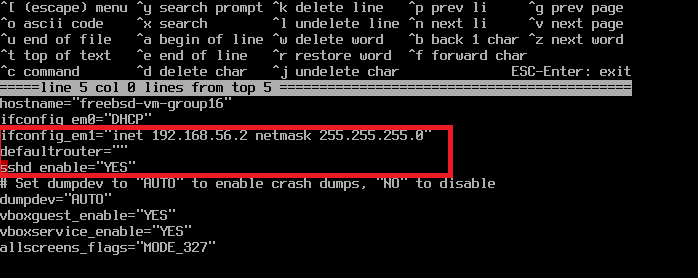 ^[ (escape) menu ^y search prompt ^k delete line ^p prev li ^g prev page
^o ascii code ^x search ^l undelete line ^n next li ^v next page
^u end of file ^a begin of line ^w delete word ^b back 1 char ^z next word
^t top of text ^e end of line ^r restore word ^f forward char
^c command ^d delete char ^j undelete char ESC-Enter: exit
=====line 5 col 0 lines from top 5 ============================================
hostname="freebsd-vm-group16"
ifconfig_em0="DHCP"
ifconfig_em1="inet 192.168.56.2 netmask 255.255.255.0"
defaultrouter=""
sshd_enable="YES"
# Set dumpdev to "AUTO" to enable crash dumps, "NO" to disable
dumpdev="AUTO"
vboxguest_enable="YES"
vboxservice_enable="YES"
allscreens_flags="MODE_327"